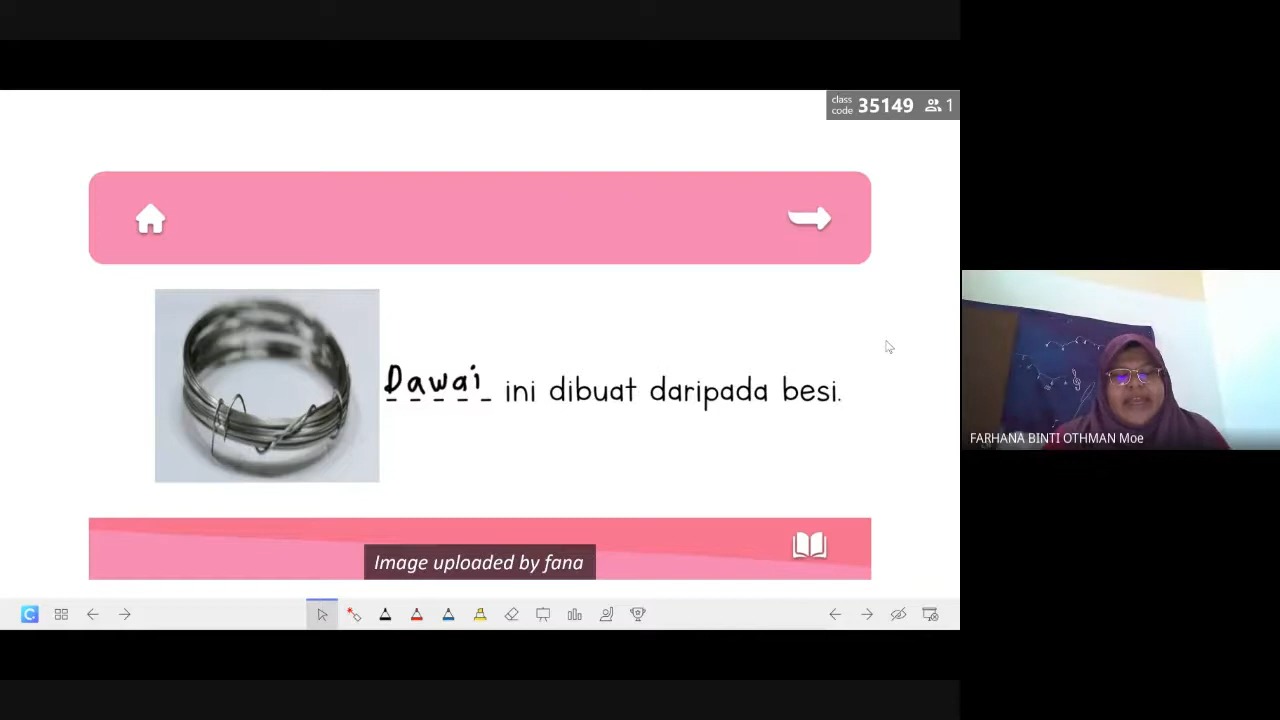 class code 35149 1
Dawai ini dibuat daripada besi.
Image uploaded by fana
FARHANA BINTI OTHMAN Moe